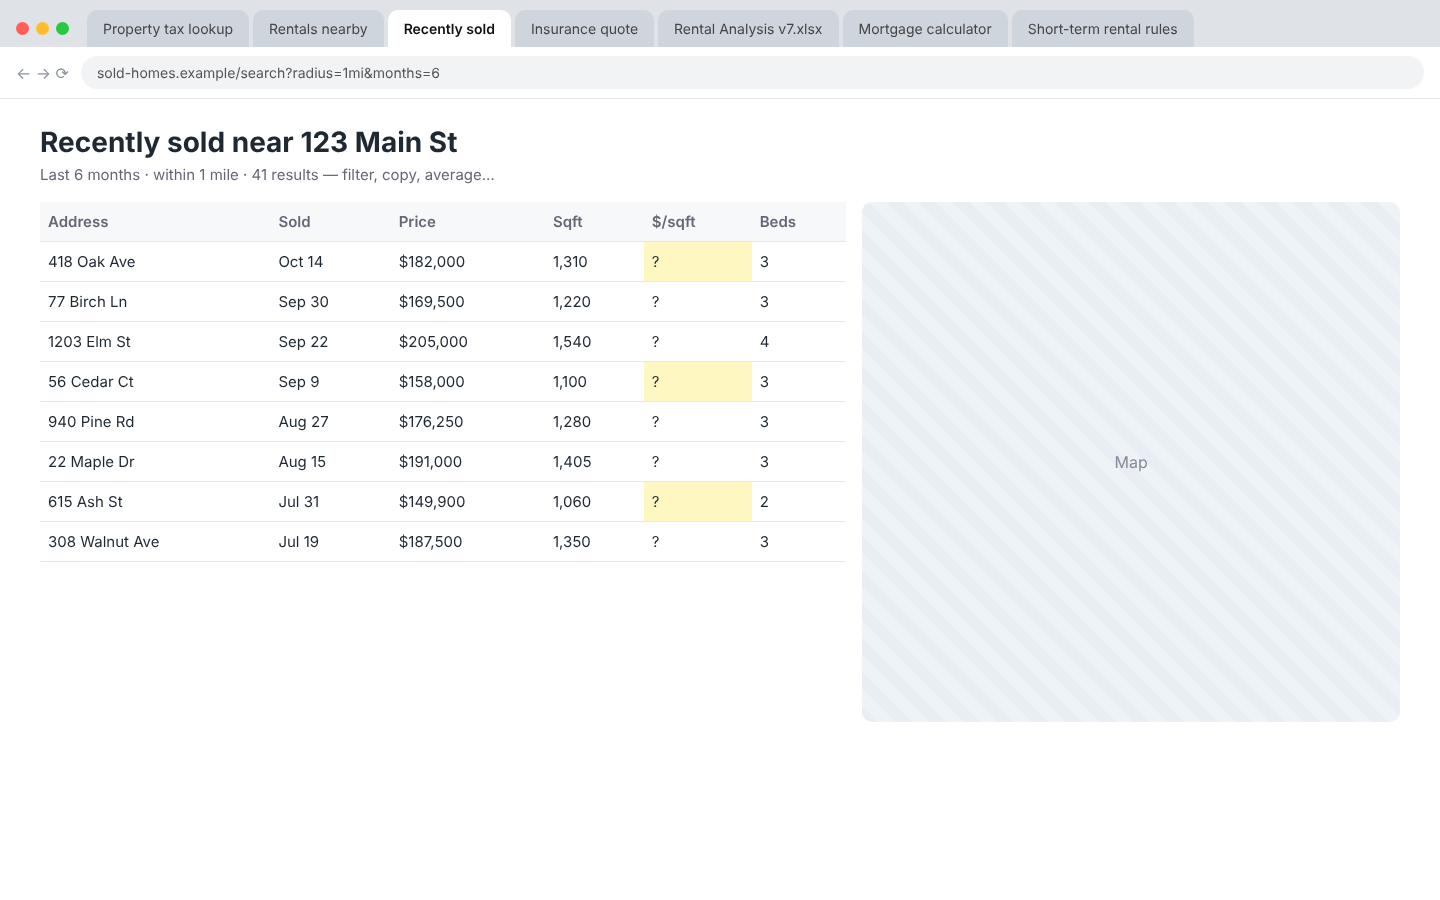 Property tax lookup Rentals nearby Recently sold Insurance quote Rental Analysis v7.xlsx Mortgage calculator Short-term rental rules
← → ⟳ sold-homes.example/search?radius=1mi&months=6
Recently sold near 123 Main St
Last 6 months · within 1 mile · 41 results — filter, copy, average…
Address Sold Price Sqft $/sqft Beds
418 Oak Ave Oct 14 $182,000 1,310 ? 3
77 Birch Ln Sep 30 $169,500 1,220 ? 3
1203 Elm St Sep 22 $205,000 1,540 ? 4
56 Cedar Ct Sep 9 $158,000 1,100 ? 3
940 Pine Rd Aug 27 $176,250 1,280 ? 3
22 Maple Dr Aug 15 $191,000 1,405 ? 3
615 Ash St Jul 31 $149,900 1,060 ? 2
308 Walnut Ave Jul 19 $187,500 1,350 ? 3
Map